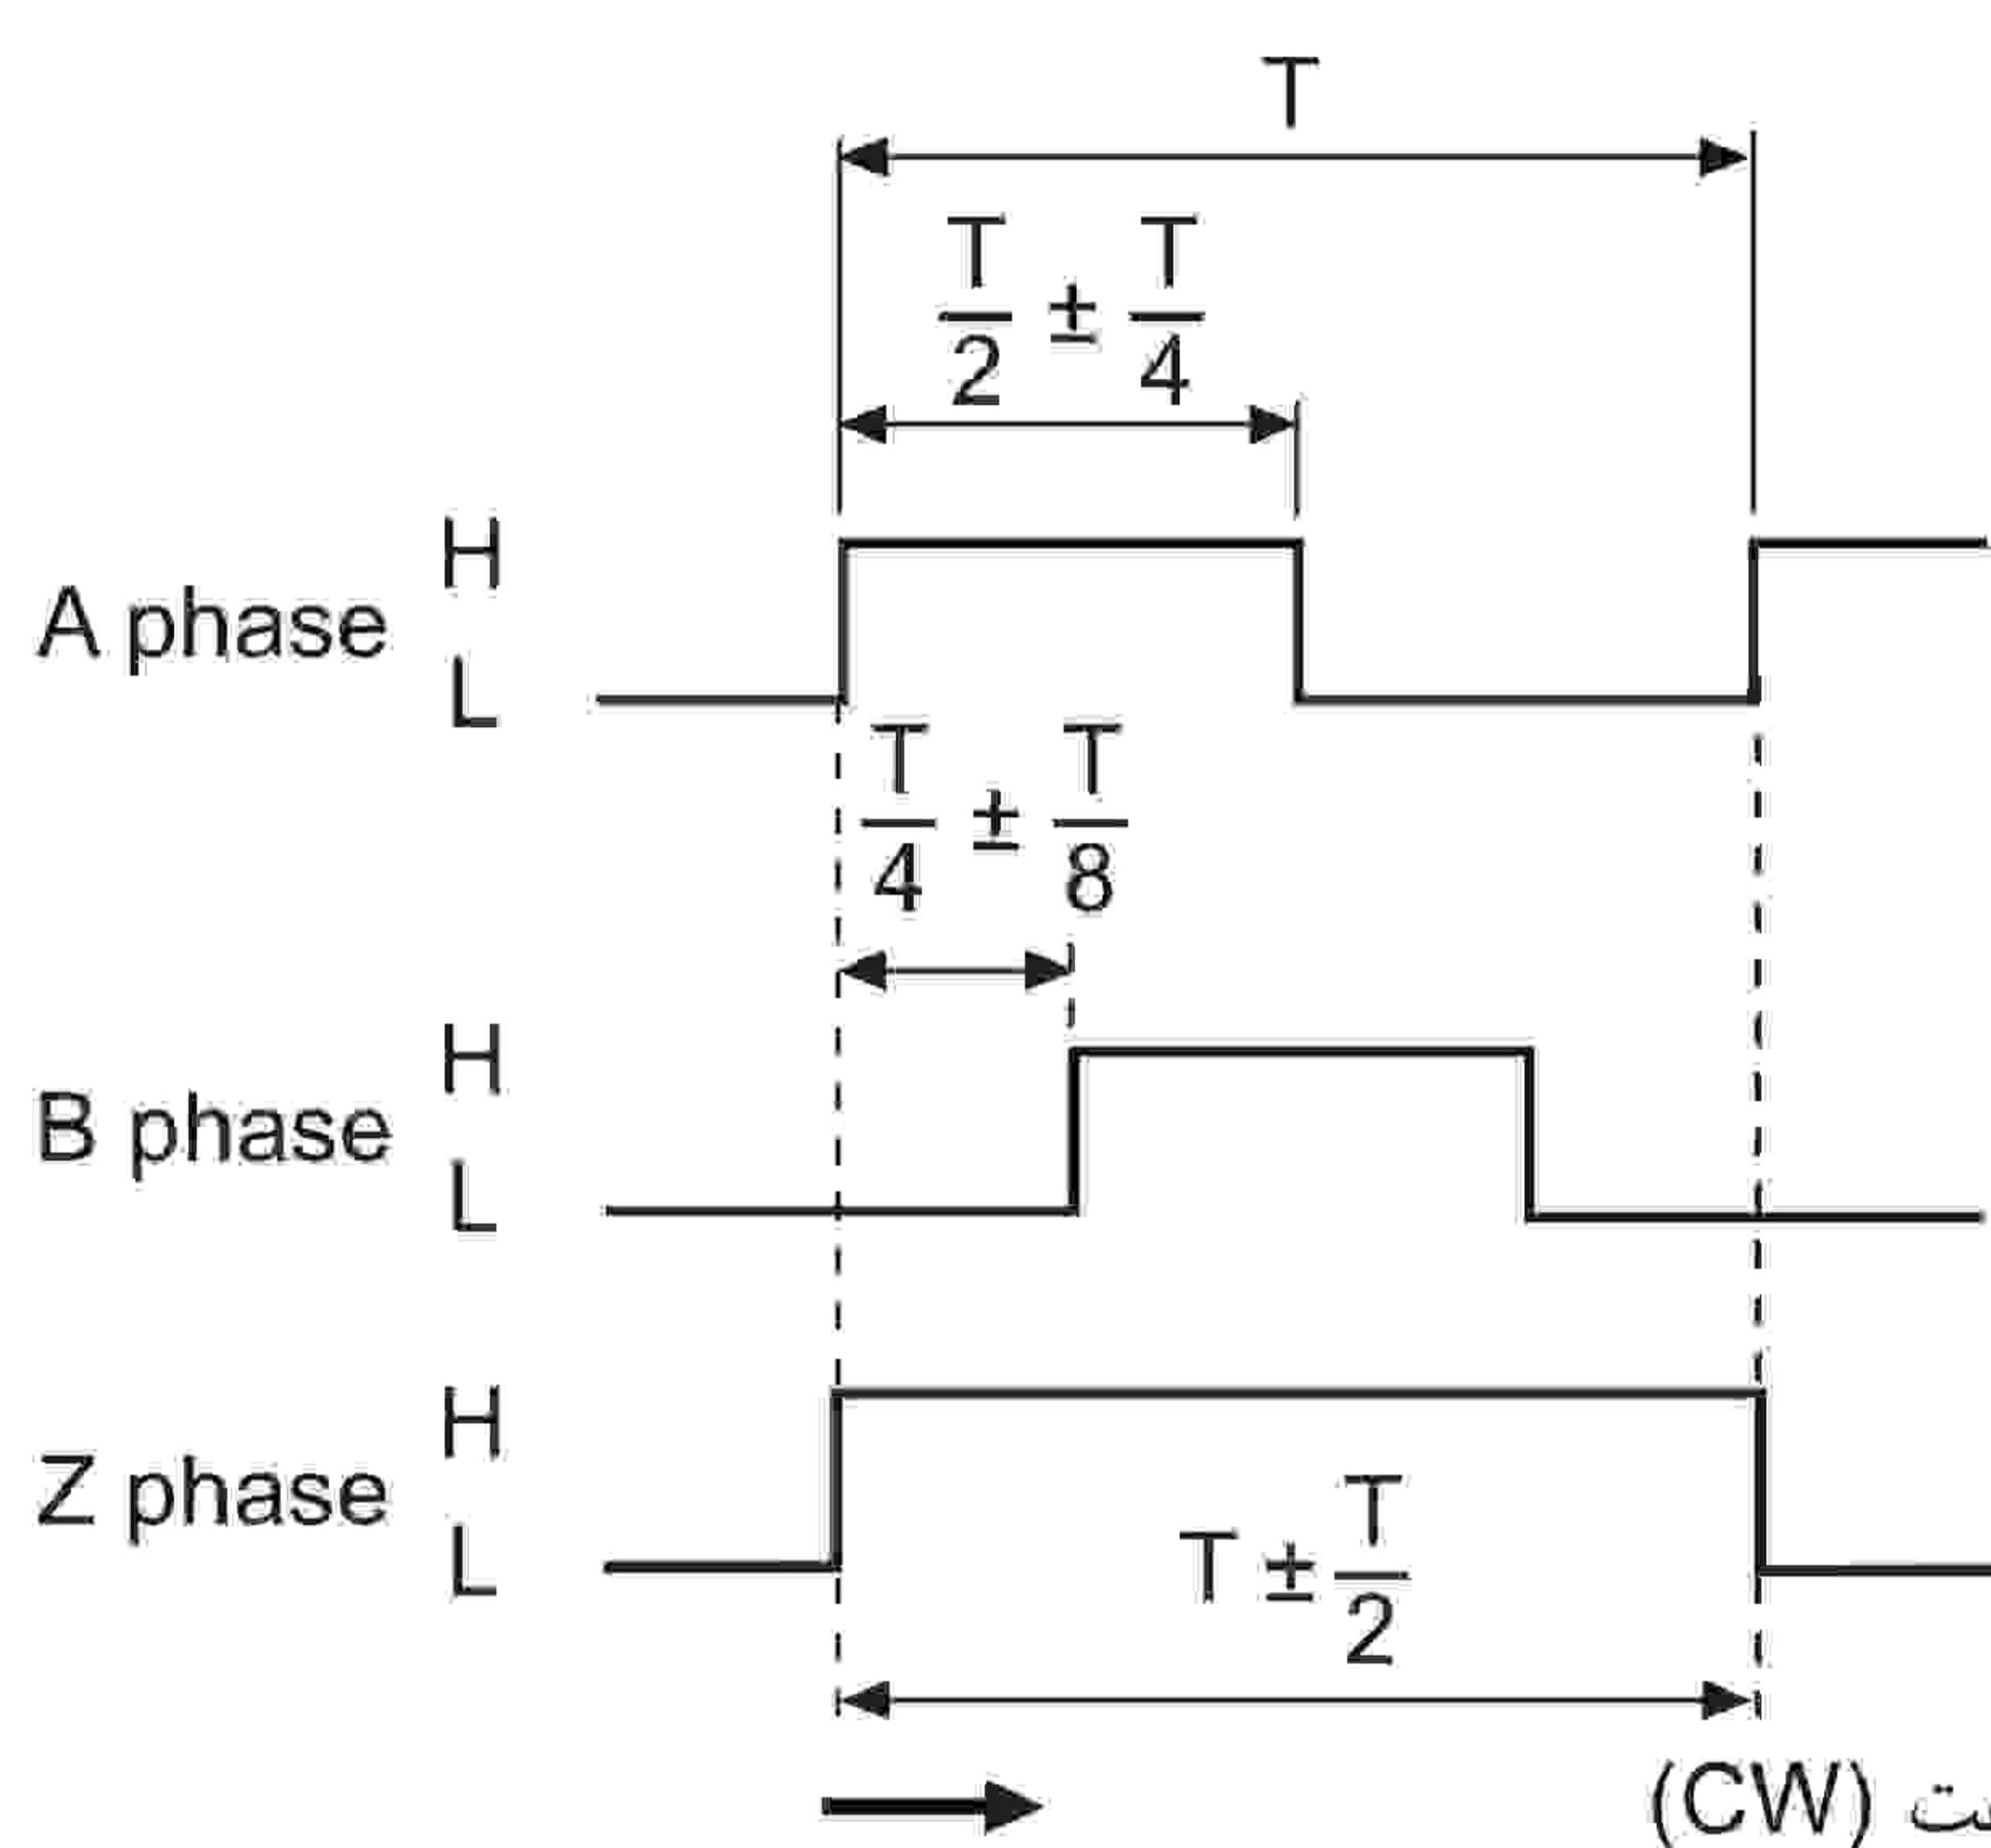 T
T/2 ± T/4
H
A phase
L
T/4 ± T/8
H
B phase
L
H
Z phase
L
T ± T/2
(CW)